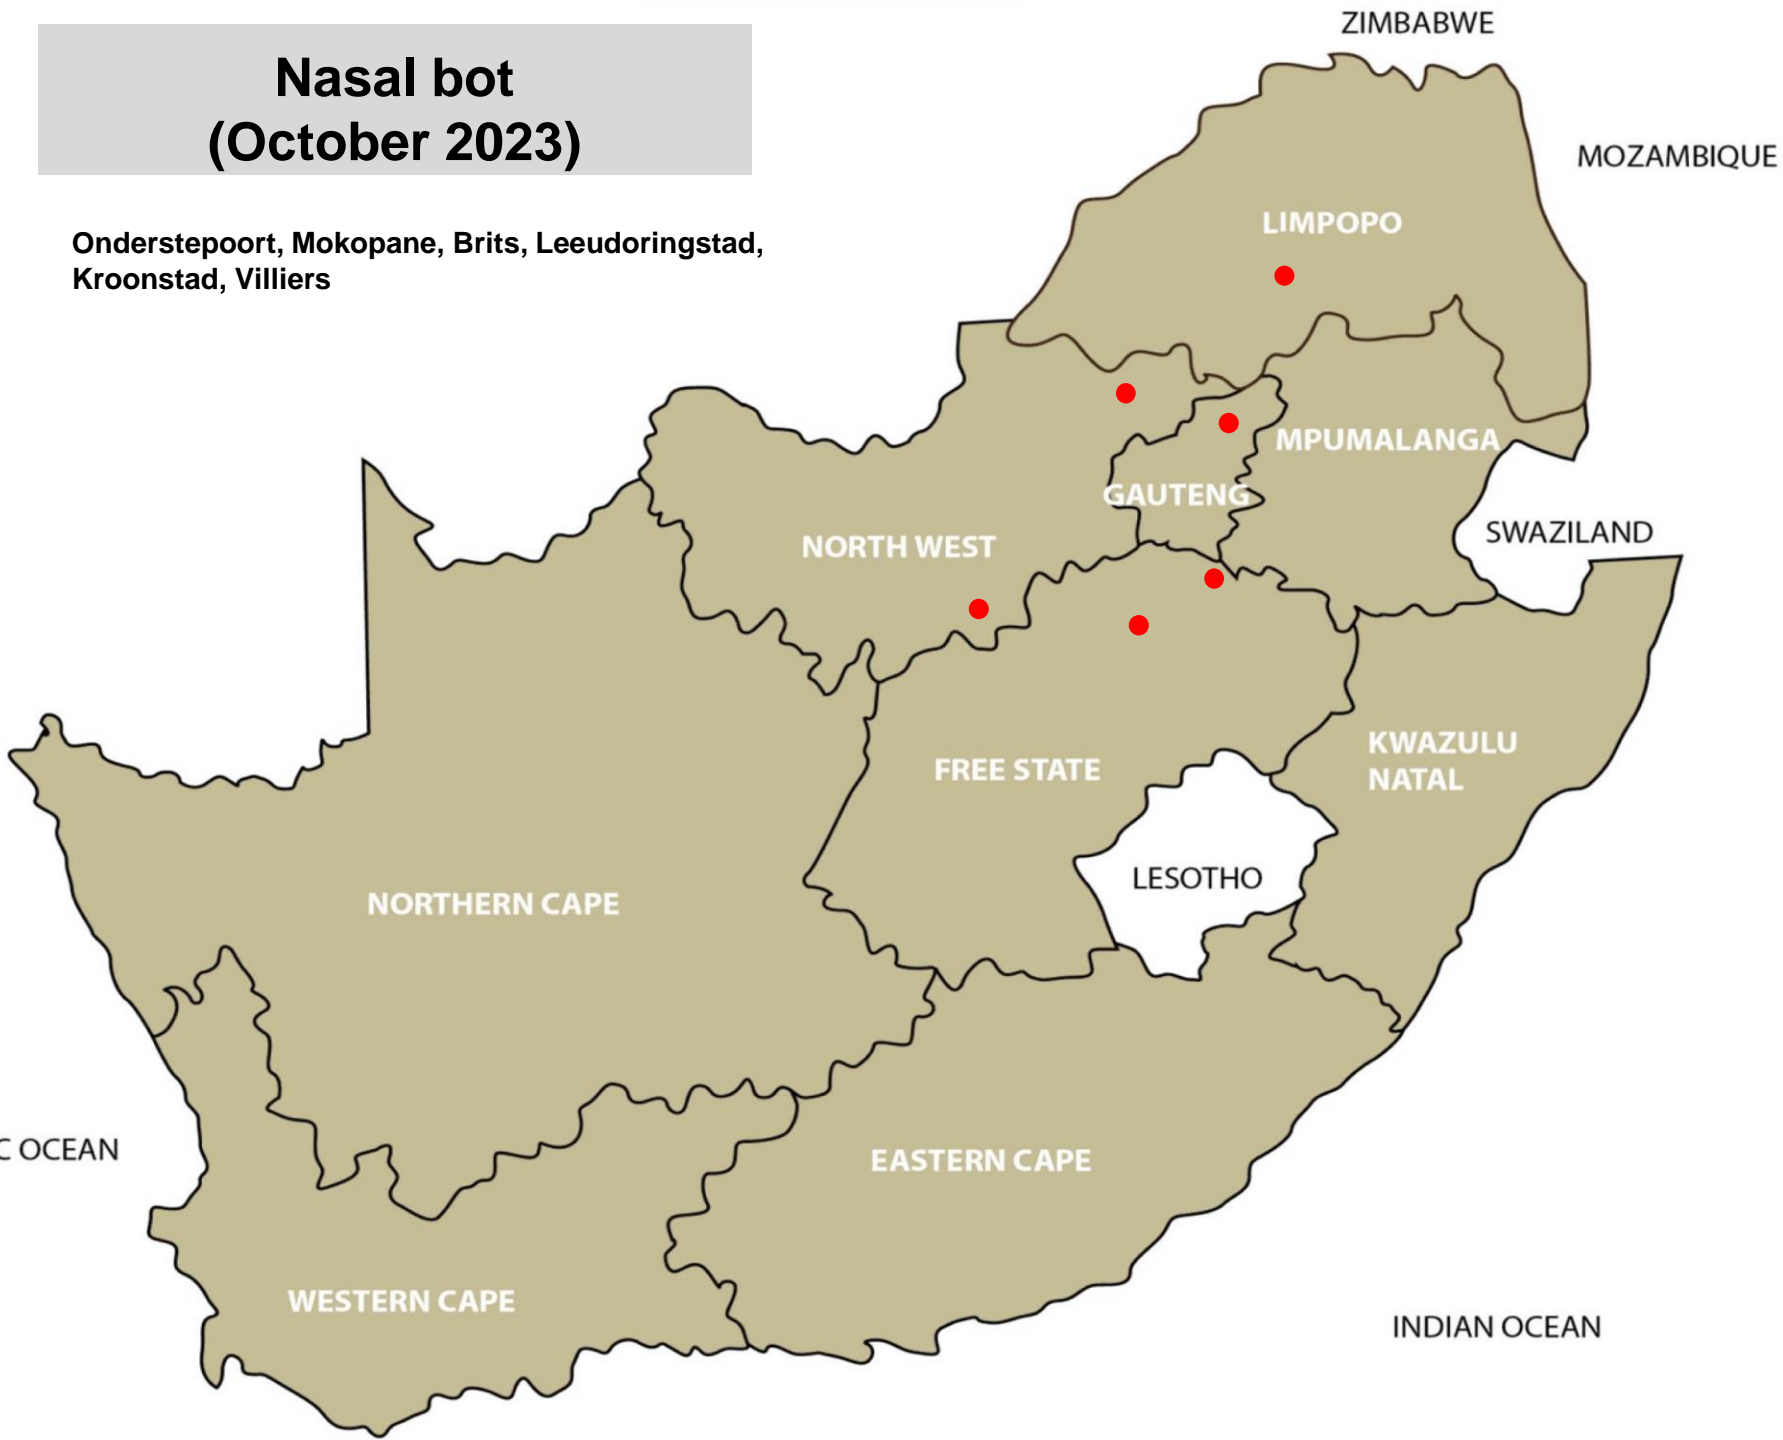 Nasal bot
(October 2023)
Onderstepoort, Mokopane, Brits, Leeudoringstad,
Kroonstad, Villiers
ZIMBABWE
MOZAMBIQUE
LIMPOPO
MPUMALANGA
GAUTENG
SWAZILAND
NORTH WEST
KWAZULU
NATAL
FREE STATE
LESOTHO
NORTHERN CAPE
C OCEAN
EASTERN CAPE
WESTERN CAPE
INDIAN OCEAN